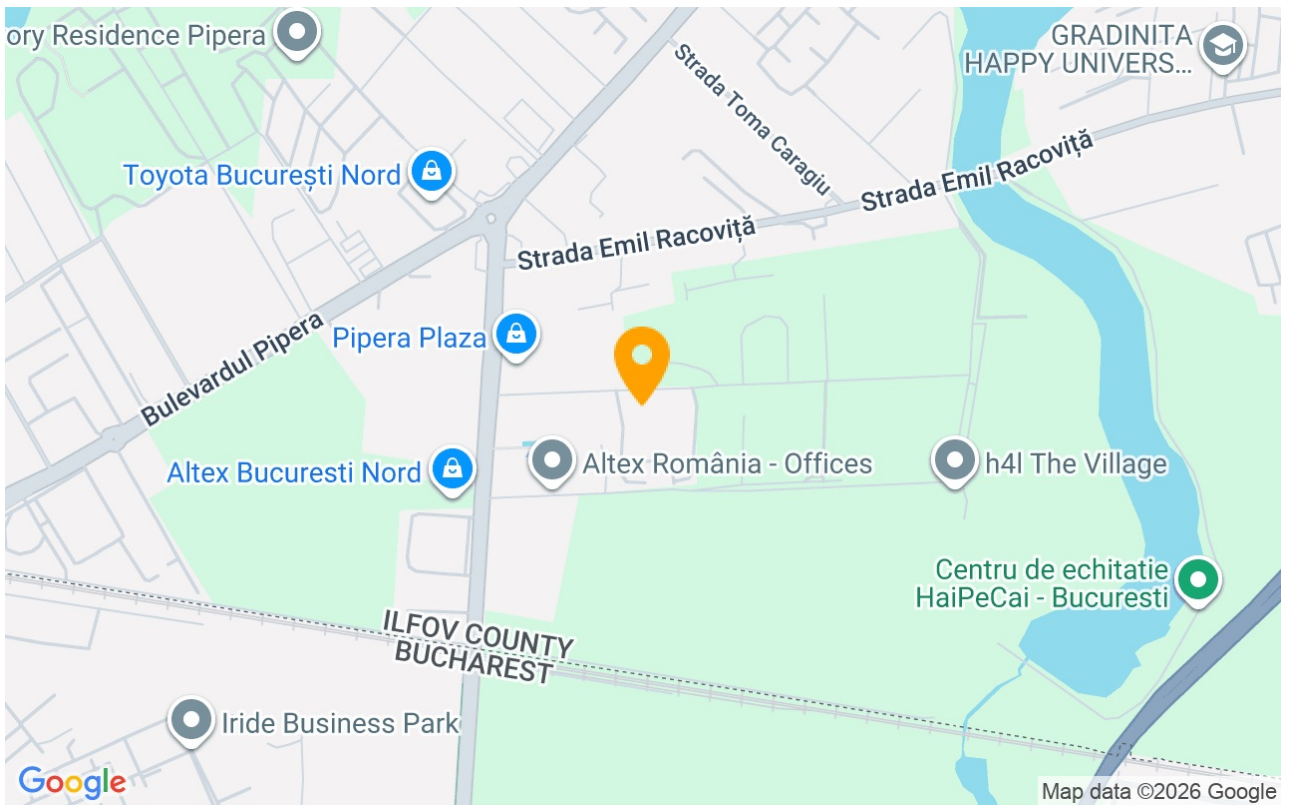 ory Residence Pipera
GRADINITA
HAPPY UNIVERS...
Strada Toma Caragiu
Toyota București Nord
Strada Emil Racoviță
Strada Emil Racoviță
Bulevardul Pipera
Pipera Plaza
Altex Bucuresti Nord
Altex România - Offices
h4l The Village
Centru de echitatie
HaiPeCai - Bucuresti
ILFOV COUNTY
BUCHAREST
Iride Business Park
Google
Map data ©2026 Google